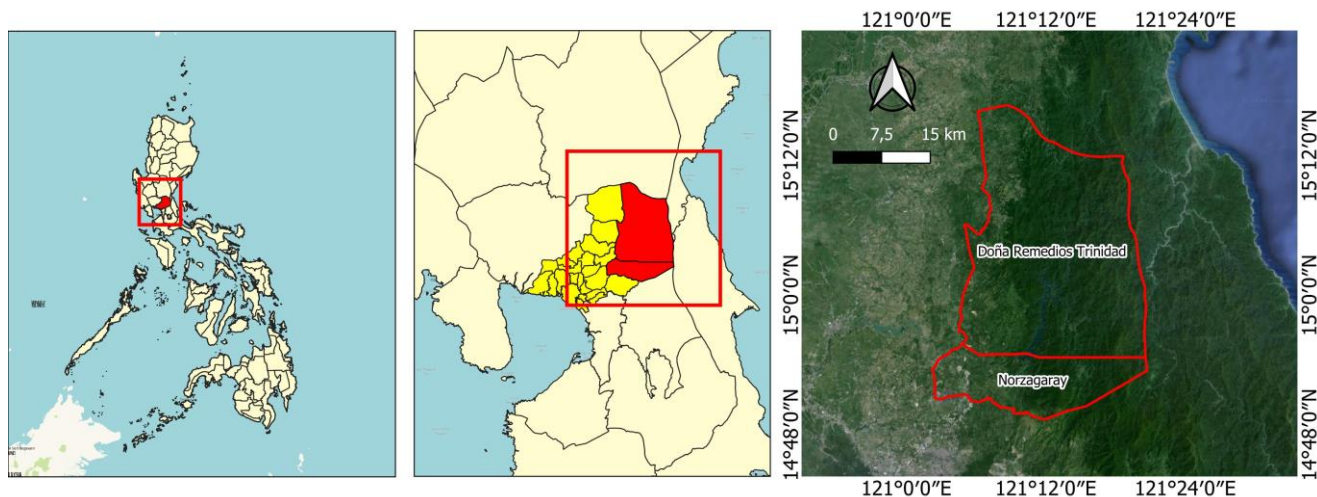 121°0′0″E 121°12′0″E 121°24′0″E
0 7,5 15 km
15°12′0″N
15°12′0″N
Doña Remedios Trinidad
15°0′0″N
15°0′0″N
Norzagaray
14°48′0″N
14°48′0″N
121°0′0″E 121°12′0″E 121°24′0″E